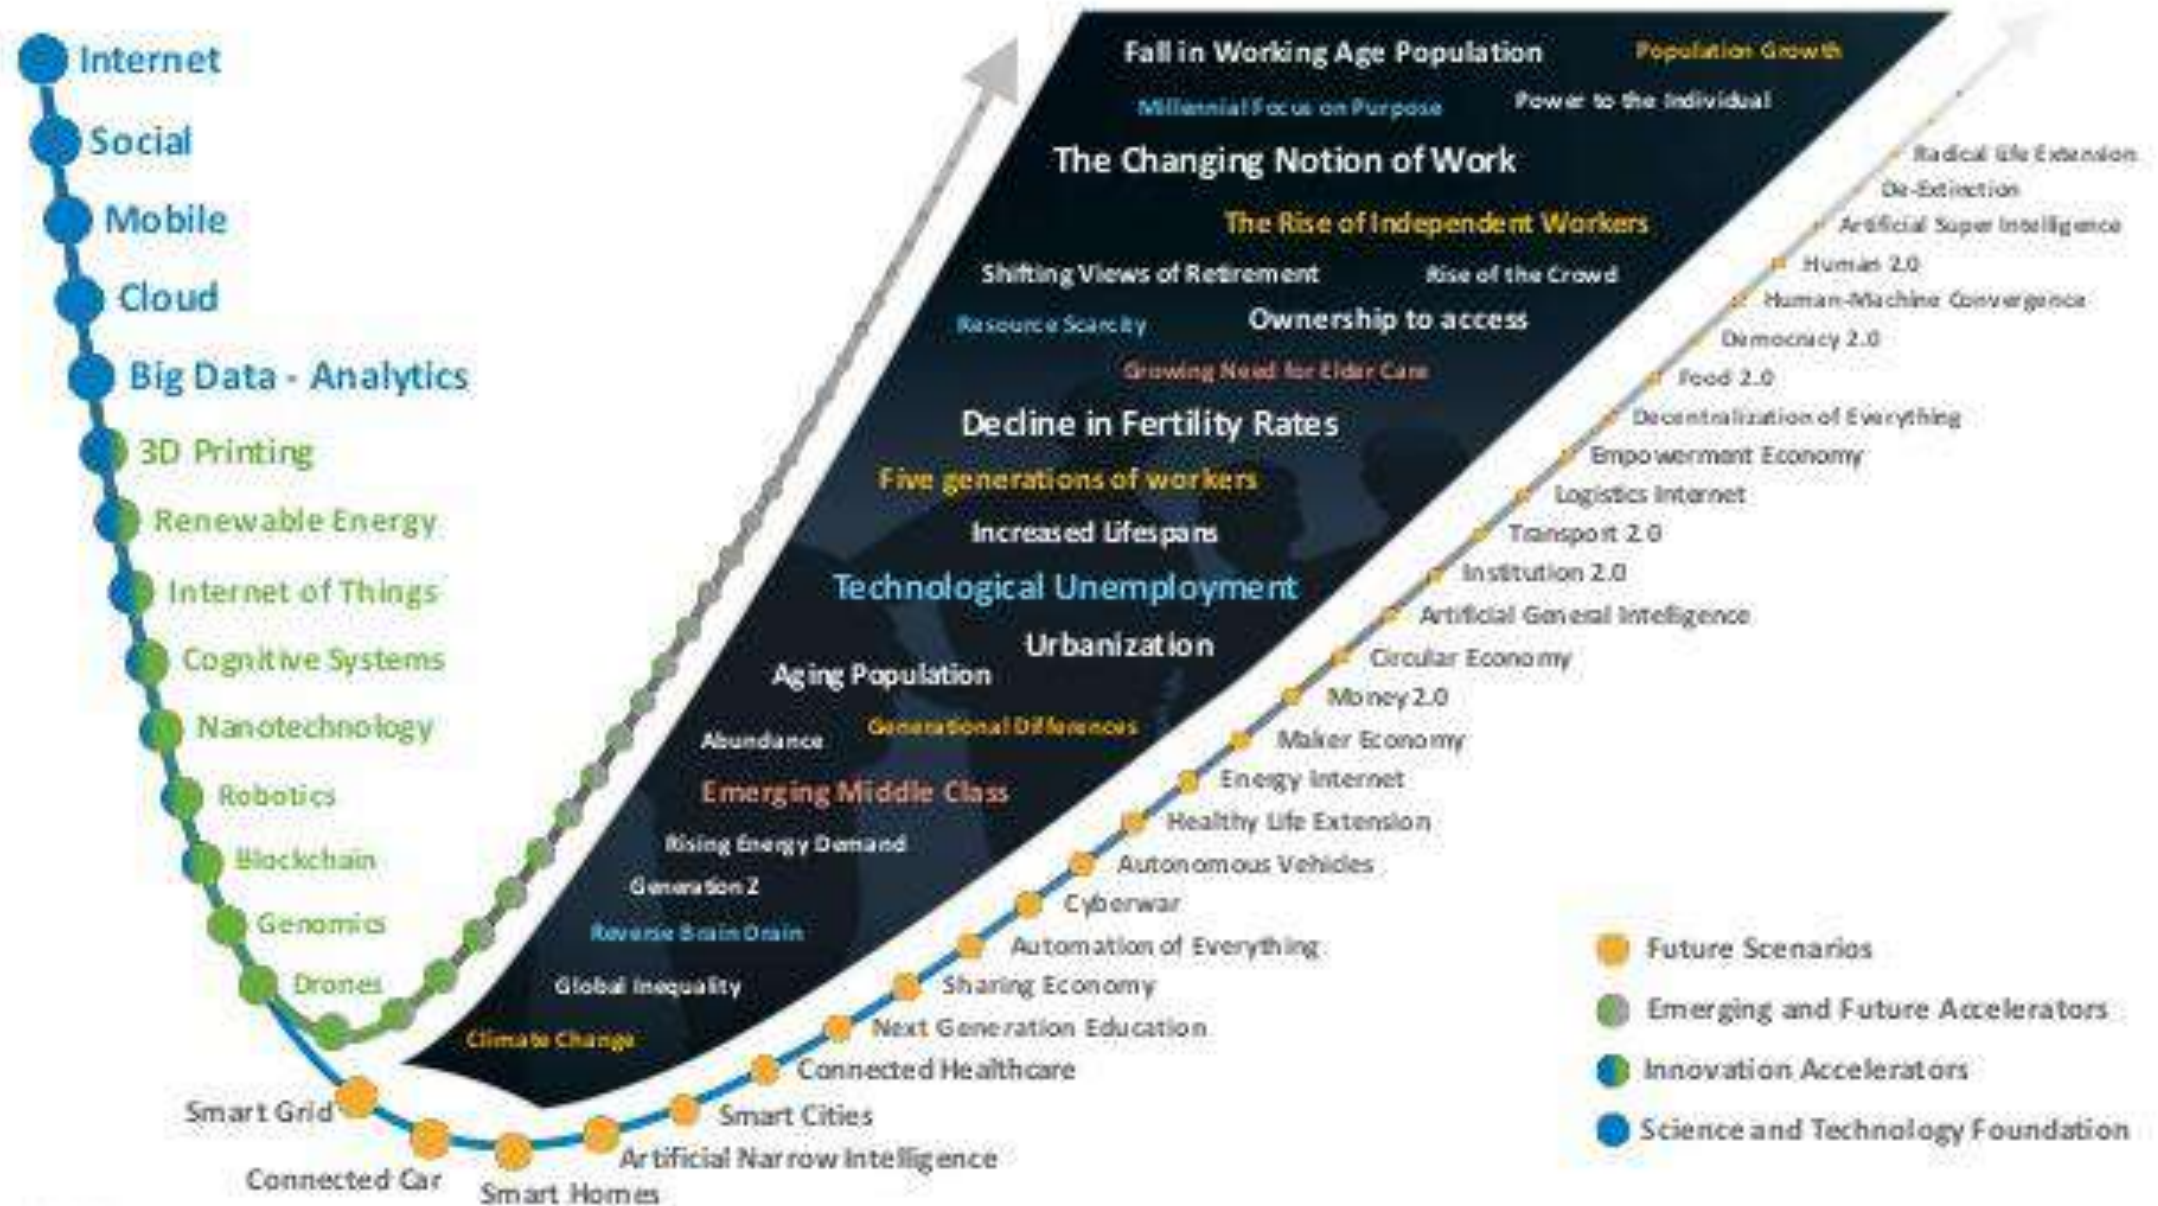 Internet
Social
Mobile
Cloud
Big Data - Analytics
3D Printing
Renewable Energy
Internet of Things
Cognitive Systems
Nanotechnology
Robotics
Blockchain
Genomics
Drones
Smart Grid
Connected Car
Smart Homes
Artificial Narrow Intelligence
Smart Cities
Connected Healthcare
Next Generation Education
Sharing Economy
Automation of Everything
Cyberwar
Autonomous Vehicles
Healthy Life Extension
Energy Internet
Maker Economy
Money 2.0
Circular Economy
Artificial General Intelligence
Institution 2.0
Transport 2.0
Logistics Internet
Empowerment Economy
Decentralization of Everything
Food 2.0
Democracy 2.0
Human-Machine Convergence
Human 2.0
Artificial Super Intelligence
De-Extinction
Radical Life Extension
Fall in Working Age Population
Population Growth
Millennial Focus on Purpose
Power to the Individual
The Changing Notion of Work
The Rise of Independent Workers
Shifting Views of Retirement
Rise of the Crowd
Resource Scarcity
Ownership to access
Growing Need for Elder Care
Decline in Fertility Rates
Five generations of workers
Increased Lifespans
Technological Unemployment
Urbanization
Aging Population
Generational Differences
Abundance
Emerging Middle Class
Rising Energy Demand
Generation Z
Reverse Brain Drain
Global Inequality
Climate Change
Future Scenarios
Emerging and Future Accelerators
Innovation Accelerators
Science and Technology Foundation